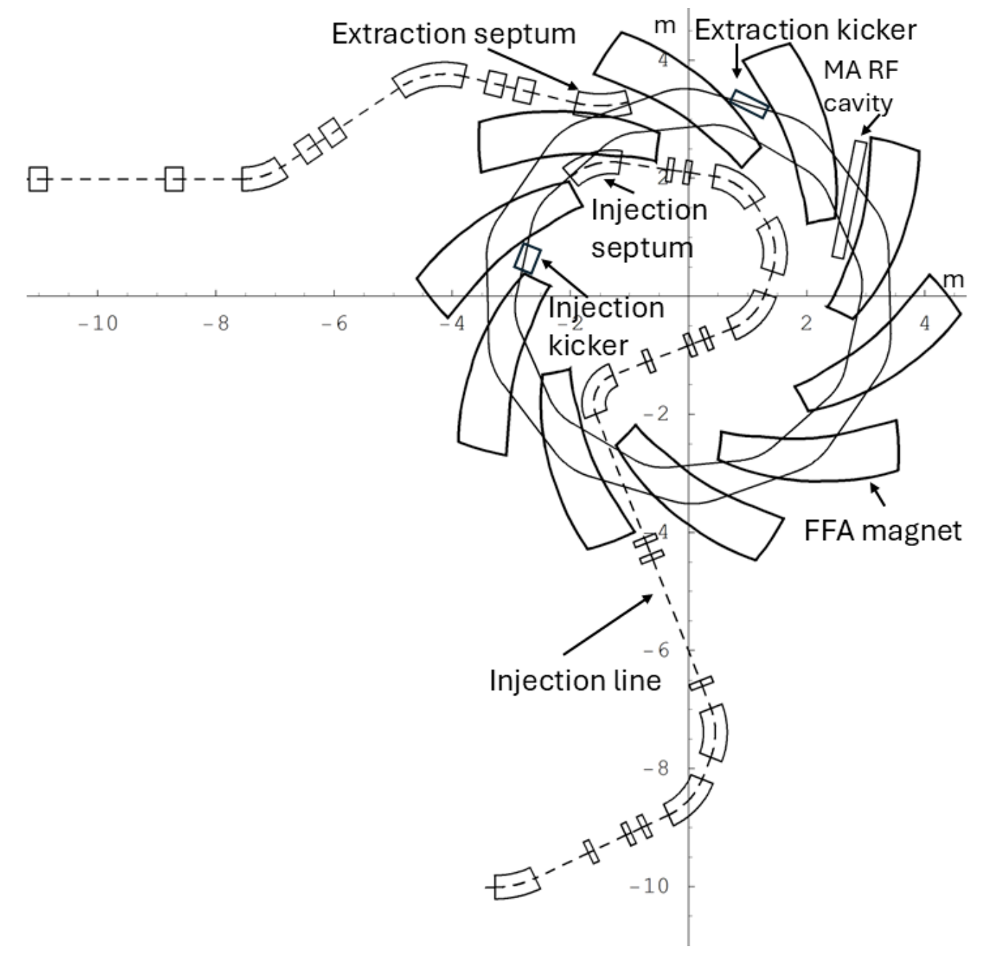 m
Extraction kicker
Extraction septum
4
MA RF
cavity
2
Injection
septum
m
-10
-8
-6
-4
-2
2
4
Injection
kicker
-2
FFA magnet
-4
-6
Injection line
-8
-10